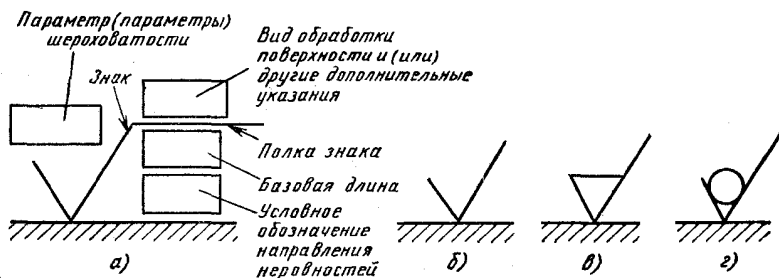 Параметр(параметры)
шероховатости
Знак
Вид обработки
поверхности и (или)
другие дополнительные
указания
Полка знака
Базовая длина
Условное
обозначение
направления
неровностей
а)
б)
в)
г)